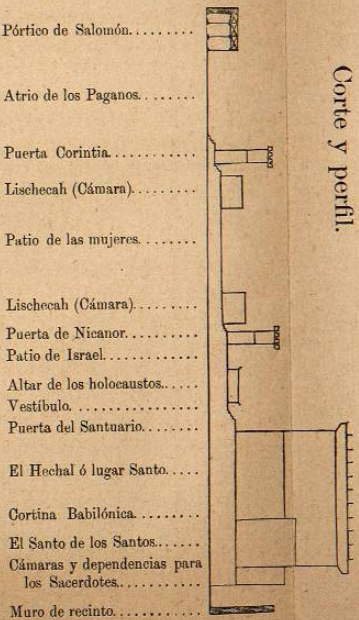 Pórtico de Salomón.........
Atrio de los Paganos........
Puerta Corintia............
Lischecah (Cámara).........
Patio de las mujeres........
Lischecah (Cámara).........
Puerta de Nicanor..........
Patio de Israel.............
Altar de los holocaustos.....
Vestíbulo. ................
Puerta del Santuario........
El Hechal ó lugar Santo.....
Cortina Babilónica..........
El Santo de los Santos.......
Cámaras y dependencias para
los Sacerdotes............
Muro de recinto............
Corte y perfil.